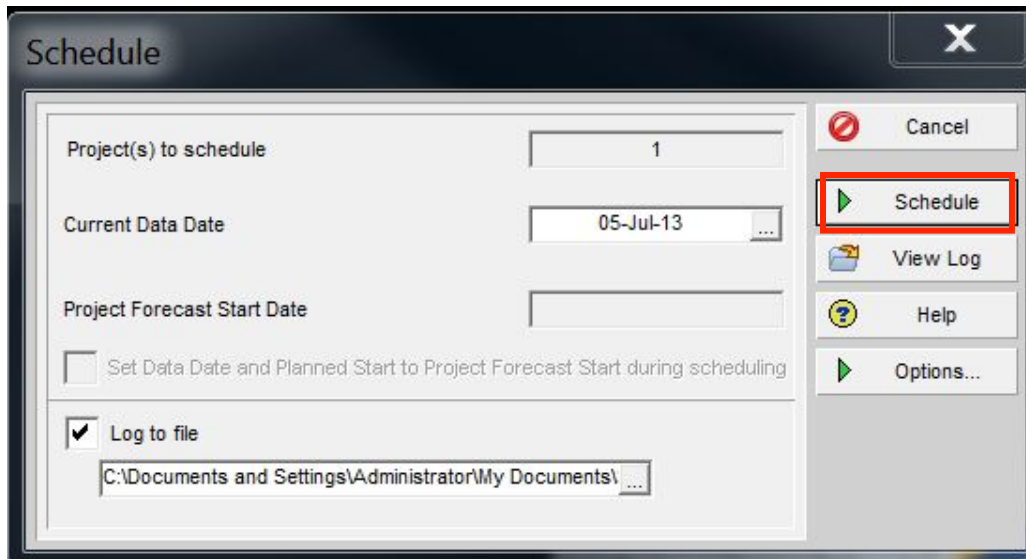 Schedule
Project(s) to schedule 1
Current Data Date 05-Jul-13 ...
Project Forecast Start Date
Set Data Date and Planned Start to Project Forecast Start during scheduling
Log to file
C:\Documents and Settings\Administrator\My Documents\ ...
Cancel
Schedule
View Log
Help
Options...